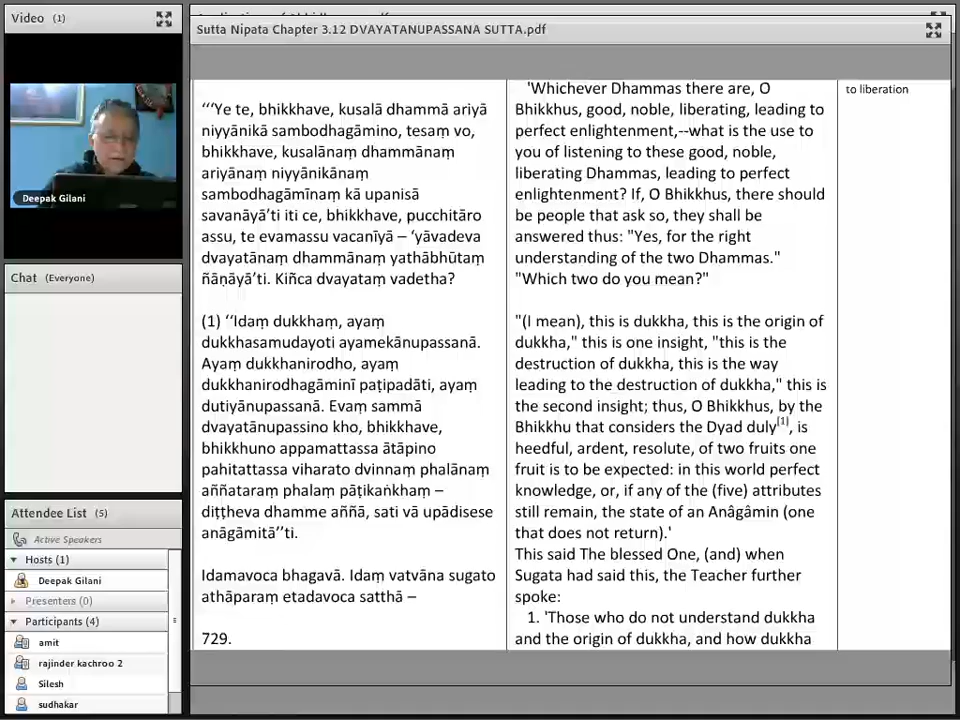 Video (1)
Deepak Gilani
Chat (Everyone)
Attendee List (5)
Active Speakers
Hosts (1)
Deepak Gilani
Presenters (0)
Participants (4)
amit
rajinder kachroo 2
Silesh
sudhakar
Sutta Nipata Chapter 3.12 DVAYATANUPASSANA SUTTA.pdf
“‘Ye te, bhikkhave, kusalā dhammā ariyā
niyyānikā sambodhagāmino, tesaṃ vo,
bhikkhave, kusalānaṃ dhammānaṃ
ariyānaṃ niyyānikānaṃ
sambodhagāmīnaṃ kā upanisā
savanāyā’ti iti ce, bhikkhave, pucchitāro
assu, te evamassu vacanīyā – ‘yāvadeva
dvayatānaṃ dhammānaṃ yathābhūtaṃ
ñāṇāyā’ti. Kiñca dvayataṃ vadetha?
(1) ‘‘Idaṃ dukkhaṃ, ayaṃ
dukkhasamudayoti ayamekānupassanā.
Ayaṃ dukkhanirodho, ayaṃ
dukkhanirodhagāminī paṭipadāti, ayaṃ
dutiyānupassanā. Evaṃ sammā
dvayatānupassino kho, bhikkhave,
bhikkhuno appamattassa ātāpino
pahitattassa viharato dvinnaṃ phalānaṃ
aññataraṃ phalaṃ pāṭikaṅkhaṃ –
diṭṭheva dhamme aññā, sati vā upādisese
anāgāmitā’’ti.
Idamavoca bhagavā. Idaṃ vatvāna sugato
athāparaṃ etadavoca satthā –
729.
'Whichever Dhammas there are, O
Bhikkhus, good, noble, liberating, leading to
perfect enlightenment,--what is the use to
you of listening to these good, noble,
liberating Dhammas, leading to perfect
enlightenment? If, O Bhikkhus, there should
be people that ask so, they shall be
answered thus: "Yes, for the right
understanding of the two Dhammas."
"Which two do you mean?"
"(I mean), this is dukkha, this is the origin of
dukkha," this is one insight, "this is the
destruction of dukkha, this is the way
leading to the destruction of dukkha," this is
the second insight; thus, O Bhikkhus, by the
Bhikkhu that considers the Dyad duly[1], is
heedful, ardent, resolute, of two fruits one
fruit is to be expected: in this world perfect
knowledge, or, if any of the (five) attributes
still remain, the state of an Anâgâmin (one
that does not return).'
This said The blessed One, (and) when
Sugata had said this, the Teacher further
spoke:
1. 'Those who do not understand dukkha
and the origin of dukkha, and how dukkha
to liberation